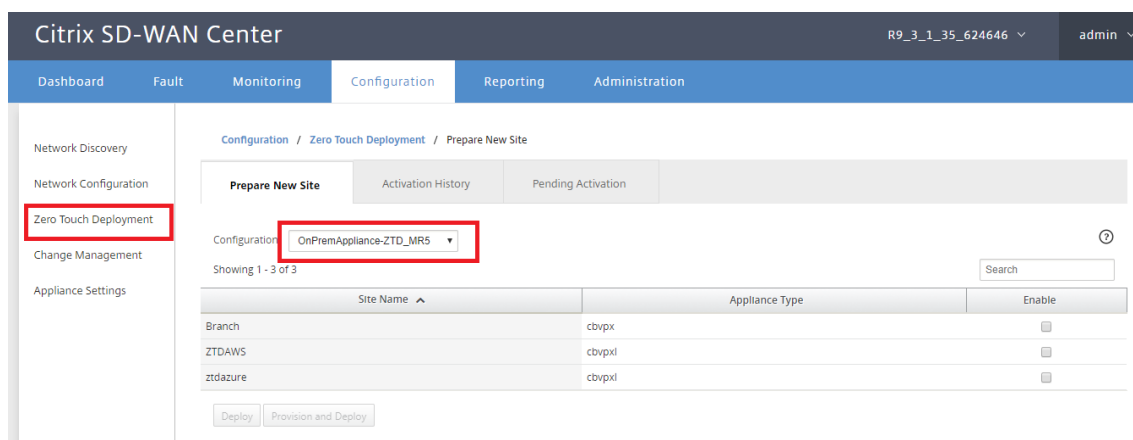 Citrix SD-WAN Center R9_3_1_35_624646 admin
Dashboard Fault Monitoring Configuration Reporting Administration
Network Discovery
Network Configuration
Zero Touch Deployment
Change Management
Appliance Settings
Configuration / Zero Touch Deployment / Prepare New Site
Prepare New Site Activation History Pending Activation
Configuration OnPremAppliance-ZTD_MR5
?
Showing 1 - 3 of 3 Search
Site Name Appliance Type Enable
Branch cbvpx
ZTDAWS cbvpxl
ztdazure cbvpxl
Deploy Provision and Deploy